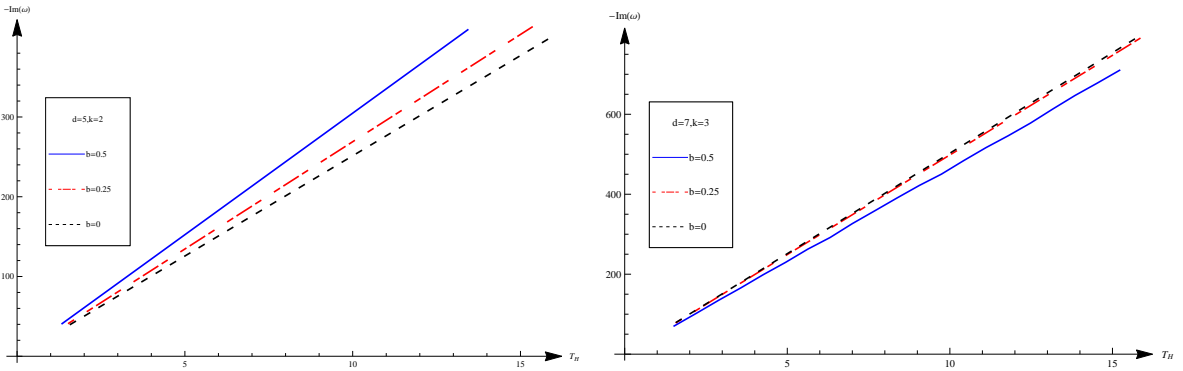 −Im(ω)
300
200
100
5
10
15
T_H
d=5,k=2
b=0.5
b=0.25
b=0
−Im(ω)
600
400
200
5
10
15
T_H
d=7,k=3
b=0.5
b=0.25
b=0